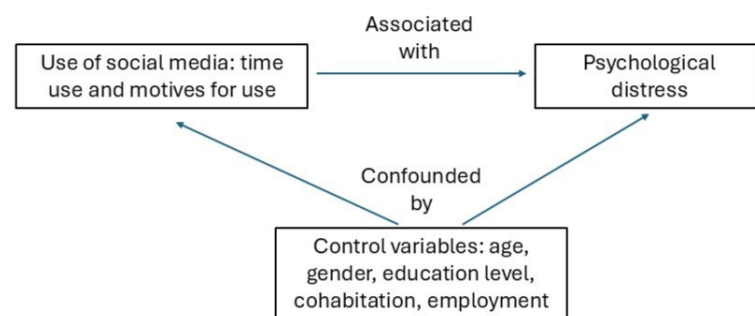 Associated
with
Use of social media: time
use and motives for use
Psychological
distress
Confounded
by
Control variables: age,
gender, education level,
cohabitation, employment